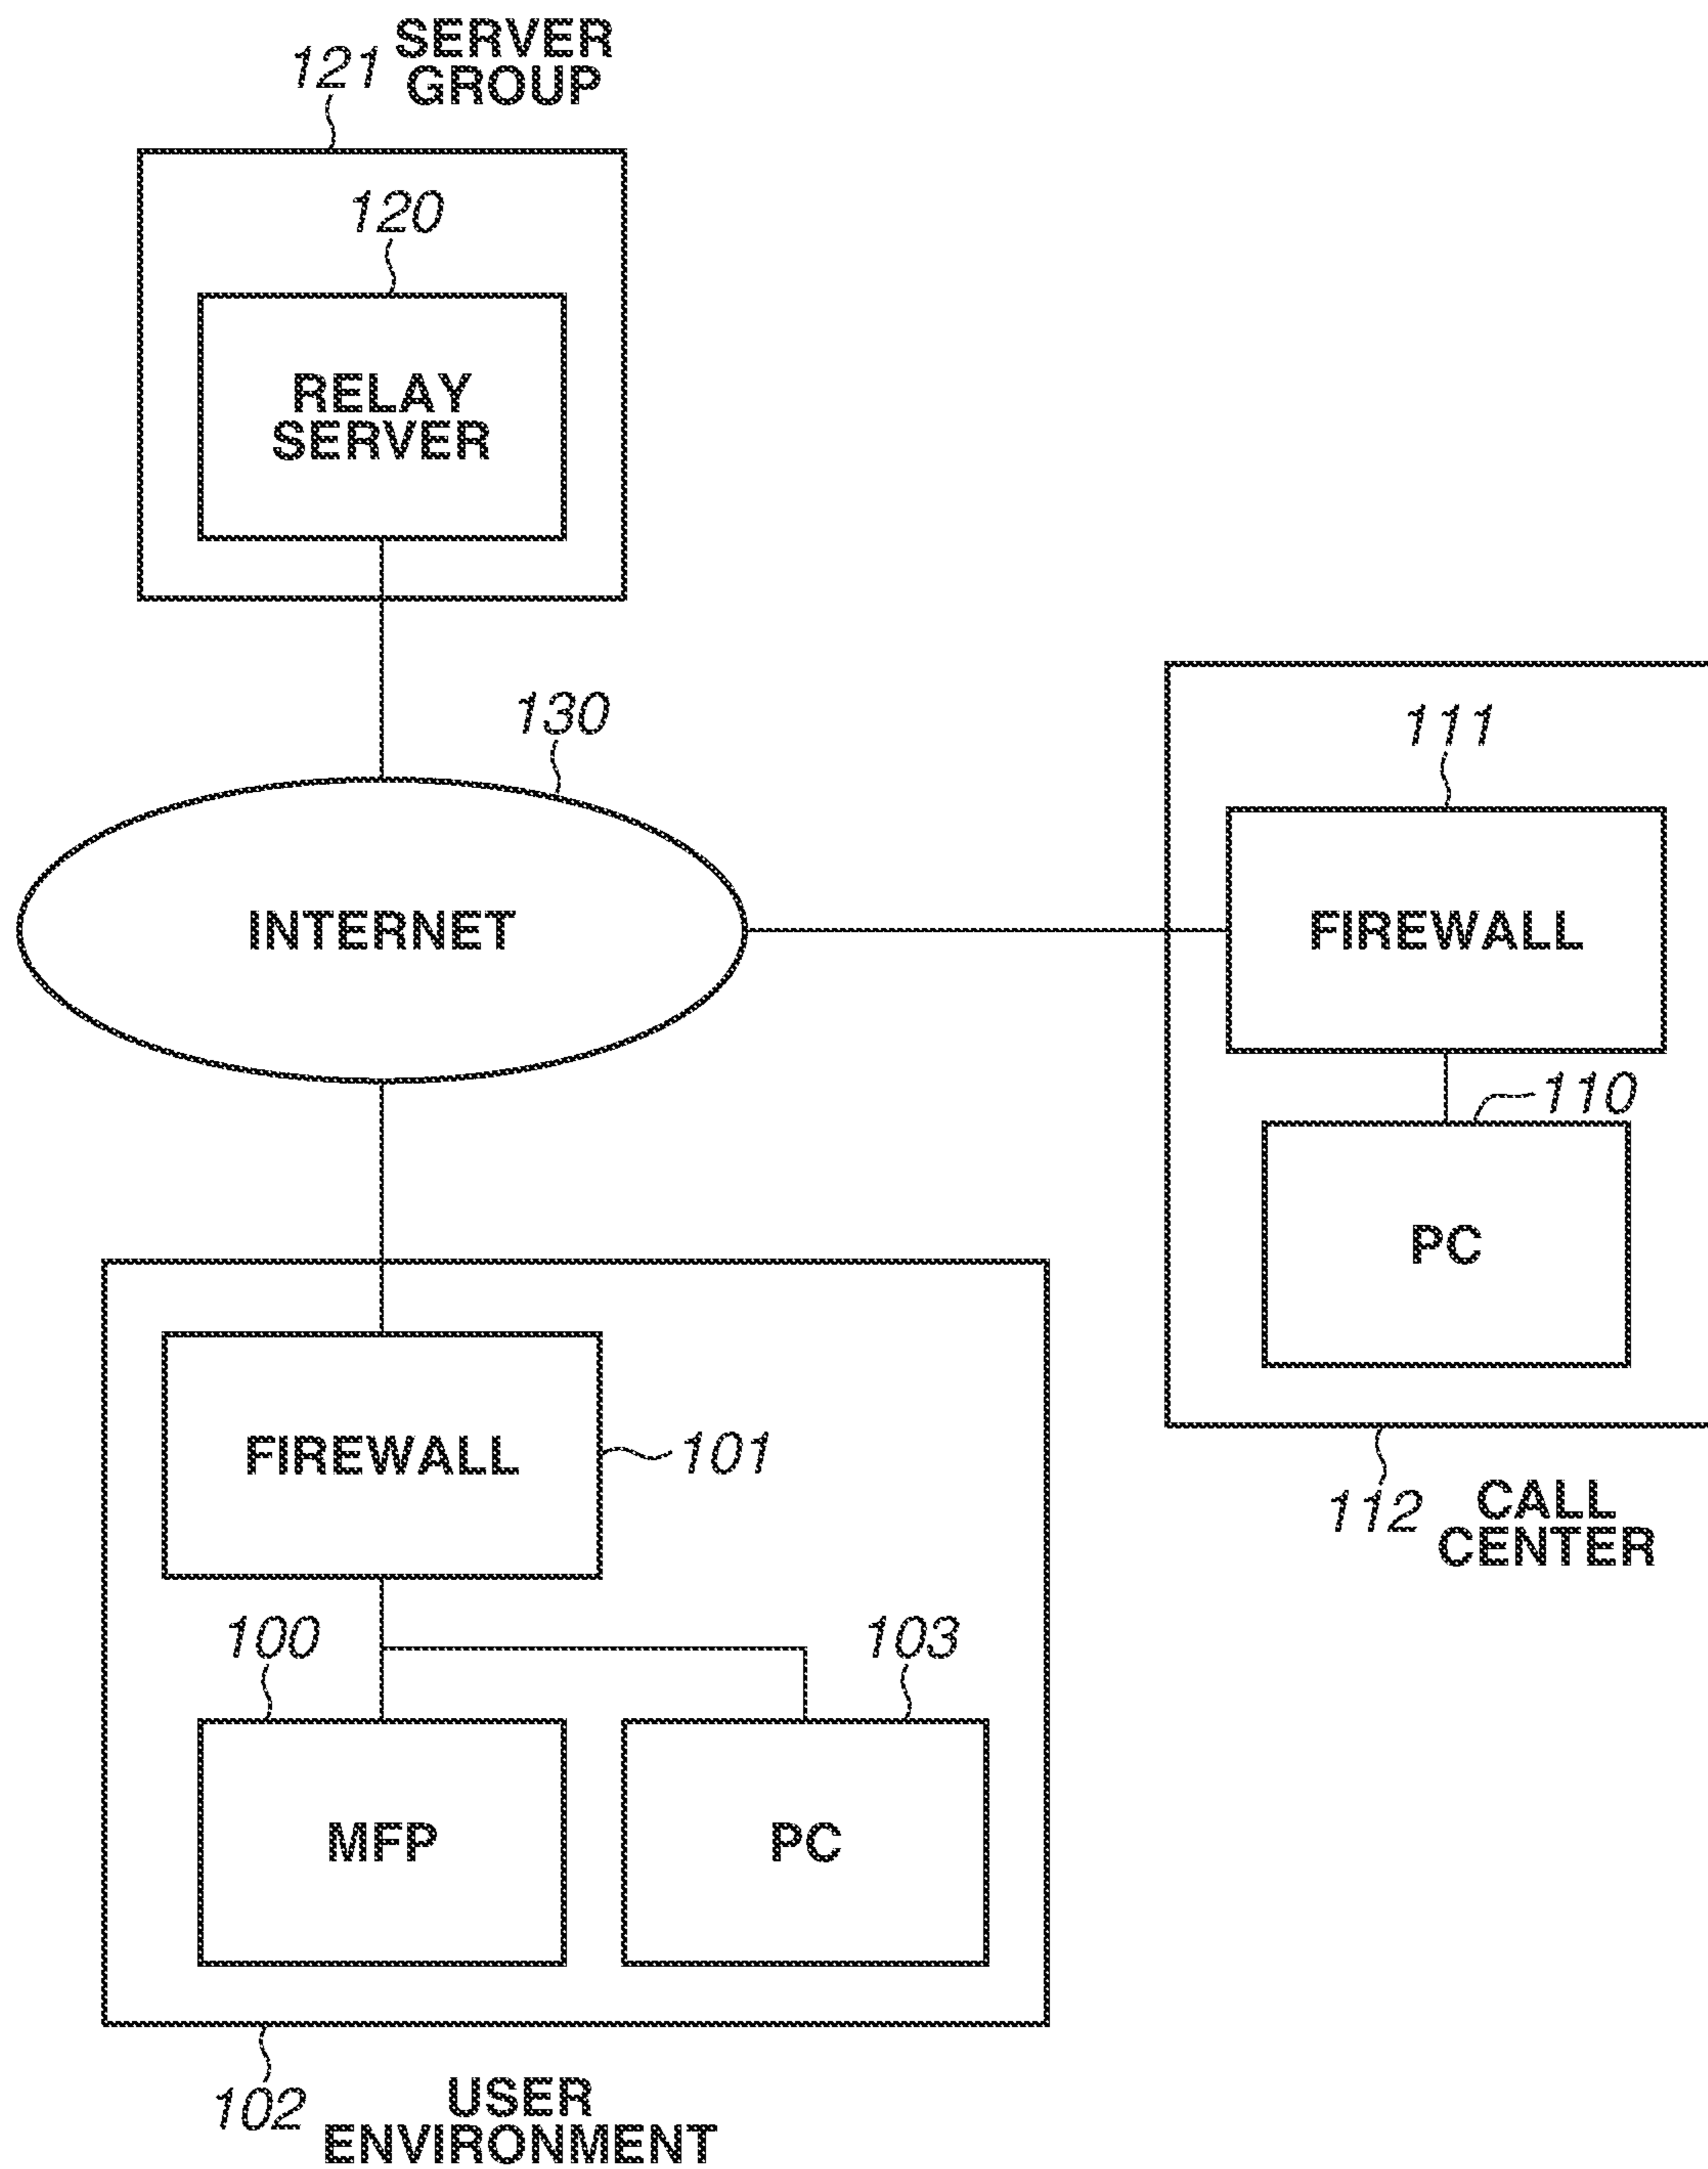 121 SERVER
GROUP
120
RELAY
SERVER
130
INTERNET
111
FIREWALL
110
PC
112 CALL
CENTER
FIREWALL
101
100
103
MFP
PC
102 USER
ENVIRONMENT